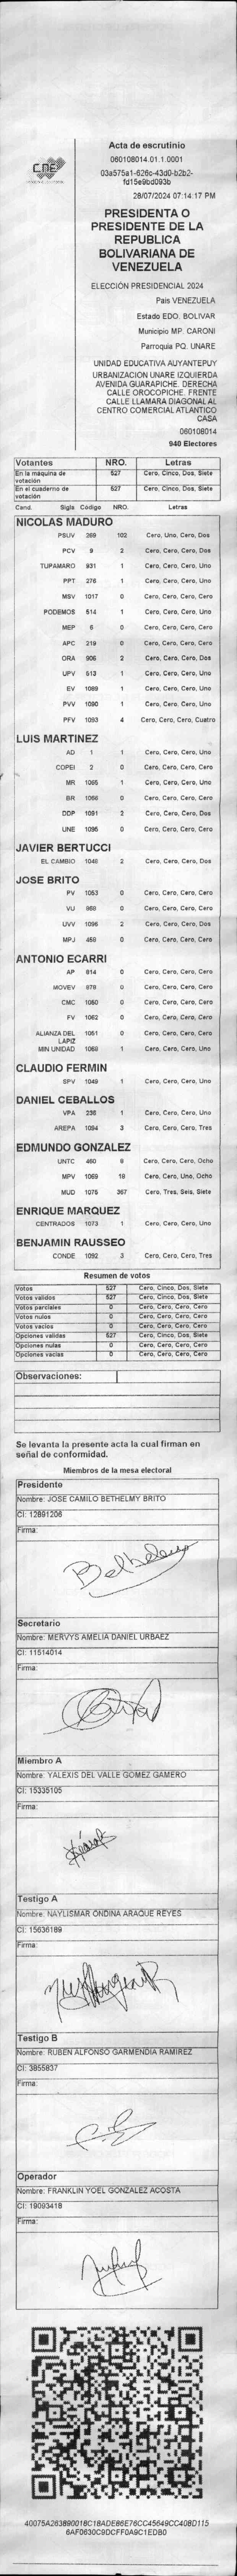 CNE
Acta de escrutinio
060108014.01.1.0001
03a575a1-626c-43d0-b2b2-
fd15e9bd093b
28/07/2024 07:14:17 PM
PRESIDENTA O
PRESIDENTE DE LA
REPUBLICA
BOLIVARIANA DE
VENEZUELA
ELECCIÓN PRESIDENCIAL 2024
Pais VENEZUELA
Estado EDO. BOLIVAR
Municipio MP. CARONI
Parroquia PQ. UNARE
UNIDAD EDUCATIVA AUYANTEPUY
URBANIZACION UNARE IZQUIERDA
AVENIDA GUARAPICHE. DERECHA
CALLE OROCOPICHE. FRENTE
CALLE LLAMARA DIAGONAL AL
CENTRO COMERCIAL ATLANTICO
CASA
060108014
940 Electores
Votantes NRO. Letras
En la máquina de votación 527 Cero, Cinco, Dos, Siete
En el cuaderno de votación 527 Cero, Cinco, Dos, Siete
Cand. Sigla Código NRO. Letras
NICOLAS MADURO
PSUV 269 102 Cero, Uno, Cero, Dos
PCV 9 2 Cero, Cero, Cero, Dos
TUPAMARO 931 1 Cero, Cero, Cero, Uno
PPT 276 1 Cero, Cero, Cero, Uno
MSV 1017 0 Cero, Cero, Cero, Cero
PODEMOS 514 1 Cero, Cero, Cero, Uno
MEP 6 0 Cero, Cero, Cero, Cero
APC 219 0 Cero, Cero, Cero, Cero
ORA 906 2 Cero, Cero, Cero, Dos
UPV 513 1 Cero, Cero, Cero, Uno
EV 1089 1 Cero, Cero, Cero, Uno
PVV 1090 1 Cero, Cero, Cero, Uno
PFV 1093 4 Cero, Cero, Cero, Cuatro
LUIS MARTINEZ
AD 1 1 Cero, Cero, Cero, Uno
COPEI 2 0 Cero, Cero, Cero, Cero
MR 1065 1 Cero, Cero, Cero, Uno
BR 1066 0 Cero, Cero, Cero, Cero
DDP 1091 2 Cero, Cero, Cero, Dos
UNE 1095 0 Cero, Cero, Cero, Cero
JAVIER BERTUCCI
EL CAMBIO 1046 2 Cero, Cero, Cero, Dos
JOSE BRITO
PV 1053 0 Cero, Cero, Cero, Cero
VU 968 0 Cero, Cero, Cero, Cero
UVV 1096 2 Cero, Cero, Cero, Dos
MPJ 458 0 Cero, Cero, Cero, Cero
ANTONIO ECARRI
AP 814 0 Cero, Cero, Cero, Cero
MOVEV 878 0 Cero, Cero, Cero, Cero
CMC 1050 0 Cero, Cero, Cero, Cero
FV 1062 0 Cero, Cero, Cero, Cero
ALIANZA DEL LAPIZ 1051 0 Cero, Cero, Cero, Cero
MIN UNIDAD 1068 1 Cero, Cero, Cero, Uno
CLAUDIO FERMIN
SPV 1049 1 Cero, Cero, Cero, Uno
DANIEL CEBALLOS
VPA 236 1 Cero, Cero, Cero, Uno
AREPA 1094 3 Cero, Cero, Cero, Tres
EDMUNDO GONZALEZ
UNTC 460 8 Cero, Cero, Cero, Ocho
MPV 1069 18 Cero, Cero, Uno, Ocho
MUD 1075 367 Cero, Tres, Seis, Siete
ENRIQUE MARQUEZ
CENTRADOS 1073 1 Cero, Cero, Cero, Uno
BENJAMIN RAUSSEO
CONDE 1092 3 Cero, Cero, Cero, Tres
Resumen de votos
Votos 527 Cero, Cinco, Dos, Siete
Votos validos 527 Cero, Cinco, Dos, Siete
Votos parciales 0 Cero, Cero, Cero, Cero
Votos nulos 0 Cero, Cero, Cero, Cero
Votos vacios 0 Cero, Cero, Cero, Cero
Opciones validas 527 Cero, Cinco, Dos, Siete
Opciones nulas 0 Cero, Cero, Cero, Cero
Opciones vacias 0 Cero, Cero, Cero, Cero
Observaciones:
Se levanta la presente acta la cual firman en
señal de conformidad.
Miembros de la mesa electoral
Presidente
Nombre: JOSE CAMILO BETHELMY BRITO
CI: 12891206
Firma:
Bethelmy
Secretario
Nombre: MERVYS AMELIA DANIEL URBAEZ
CI: 11514014
Firma:
Miembro A
Nombre: YALEXIS DEL VALLE GOMEZ GAMERO
CI: 15335105
Firma:
Testigo A
Nombre: NAYLISMAR ONDINA ARAQUE REYES
CI: 15636189
Firma:
Testigo B
Nombre: RUBEN ALFONSO GARMENDIA RAMIREZ
CI: 3855837
Firma:
Operador
Nombre: FRANKLIN YOEL GONZALEZ ACOSTA
CI: 19093418
Firma:
40075A263890018C18ADE86E76CC45649CC408D115
6AF0630C9DCFF0A9C1EDB0